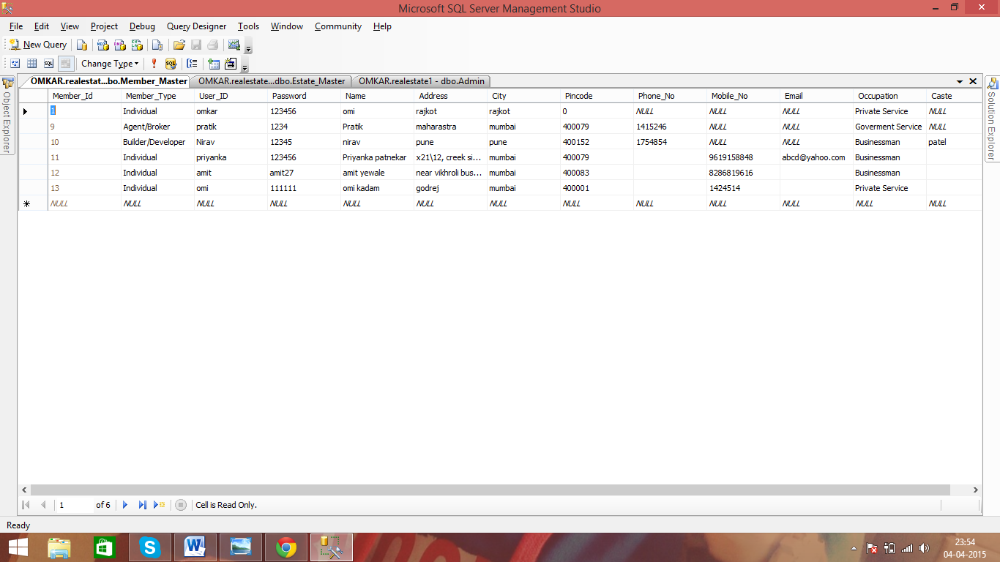 Microsoft SQL Server Management Studio
File Edit View Project Debug Query Designer Tools Window Community Help
New Query
Change Type
OMKAR.realestat...bo.Member_Master OMKAR.realestate...dbo.Estate_Master OMKAR.realestate1 - dbo.Admin
Object Explorer
Solution Explorer
Member_Id Member_Type User_ID Password Name Address City Pincode Phone_No Mobile_No Email Occupation Caste
1 Individual omkar 123456 omi rajkot rajkot 0 NULL NULL NULL Private Service NULL
9 Agent/Broker pratik 1234 Pratik maharastra mumbai 400079 1415246 NULL NULL Goverment Service NULL
10 Builder/Developer Nirav 12345 nirav pune pune 400152 1754854 NULL NULL Businessman patel
11 Individual priyanka 123456 Priyanka patnekar x21\12, creek si... mumbai 400079 9619158848 abcd@yahoo.com Businessman
12 Individual amit amit27 amit yewale near vikhroli bus... mumbai 400083 8286819616 Businessman
13 Individual omi 111111 omi kadam godrej mumbai 400001 1424514 Private Service
NULL NULL NULL NULL NULL NULL NULL NULL NULL NULL NULL NULL NULL
1 of 6 Cell is Read Only.
Ready
23:54
04-04-2015